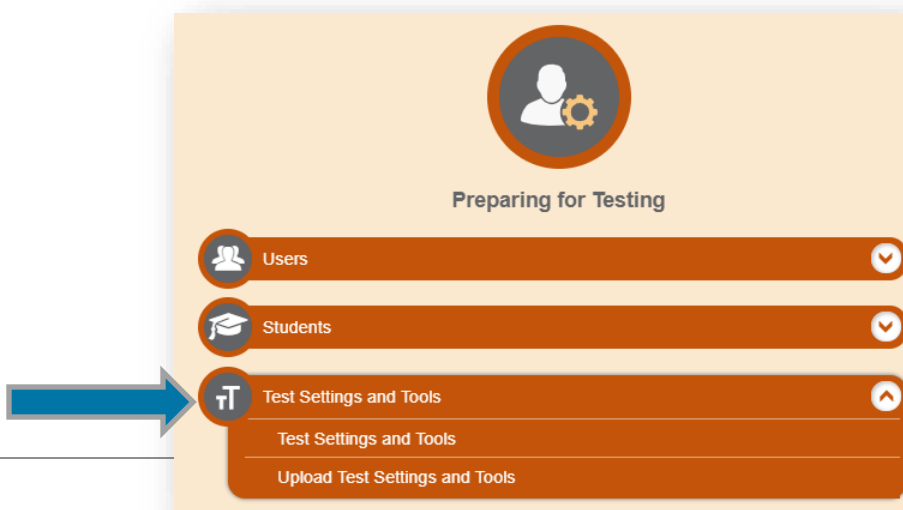 Preparing for Testing
Users
Students
Test Settings and Tools
Test Settings and Tools
Upload Test Settings and Tools